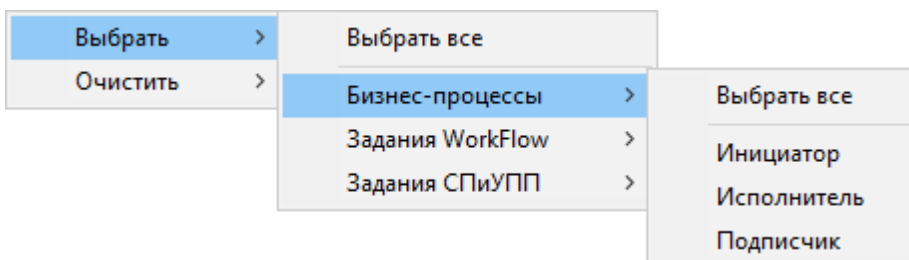 Выбрать
Очистить
Выбрать все
Бизнес-процессы
Задания WorkFlow
Задания СПиУПП
Выбрать все
Инициатор
Исполнитель
Подписчик